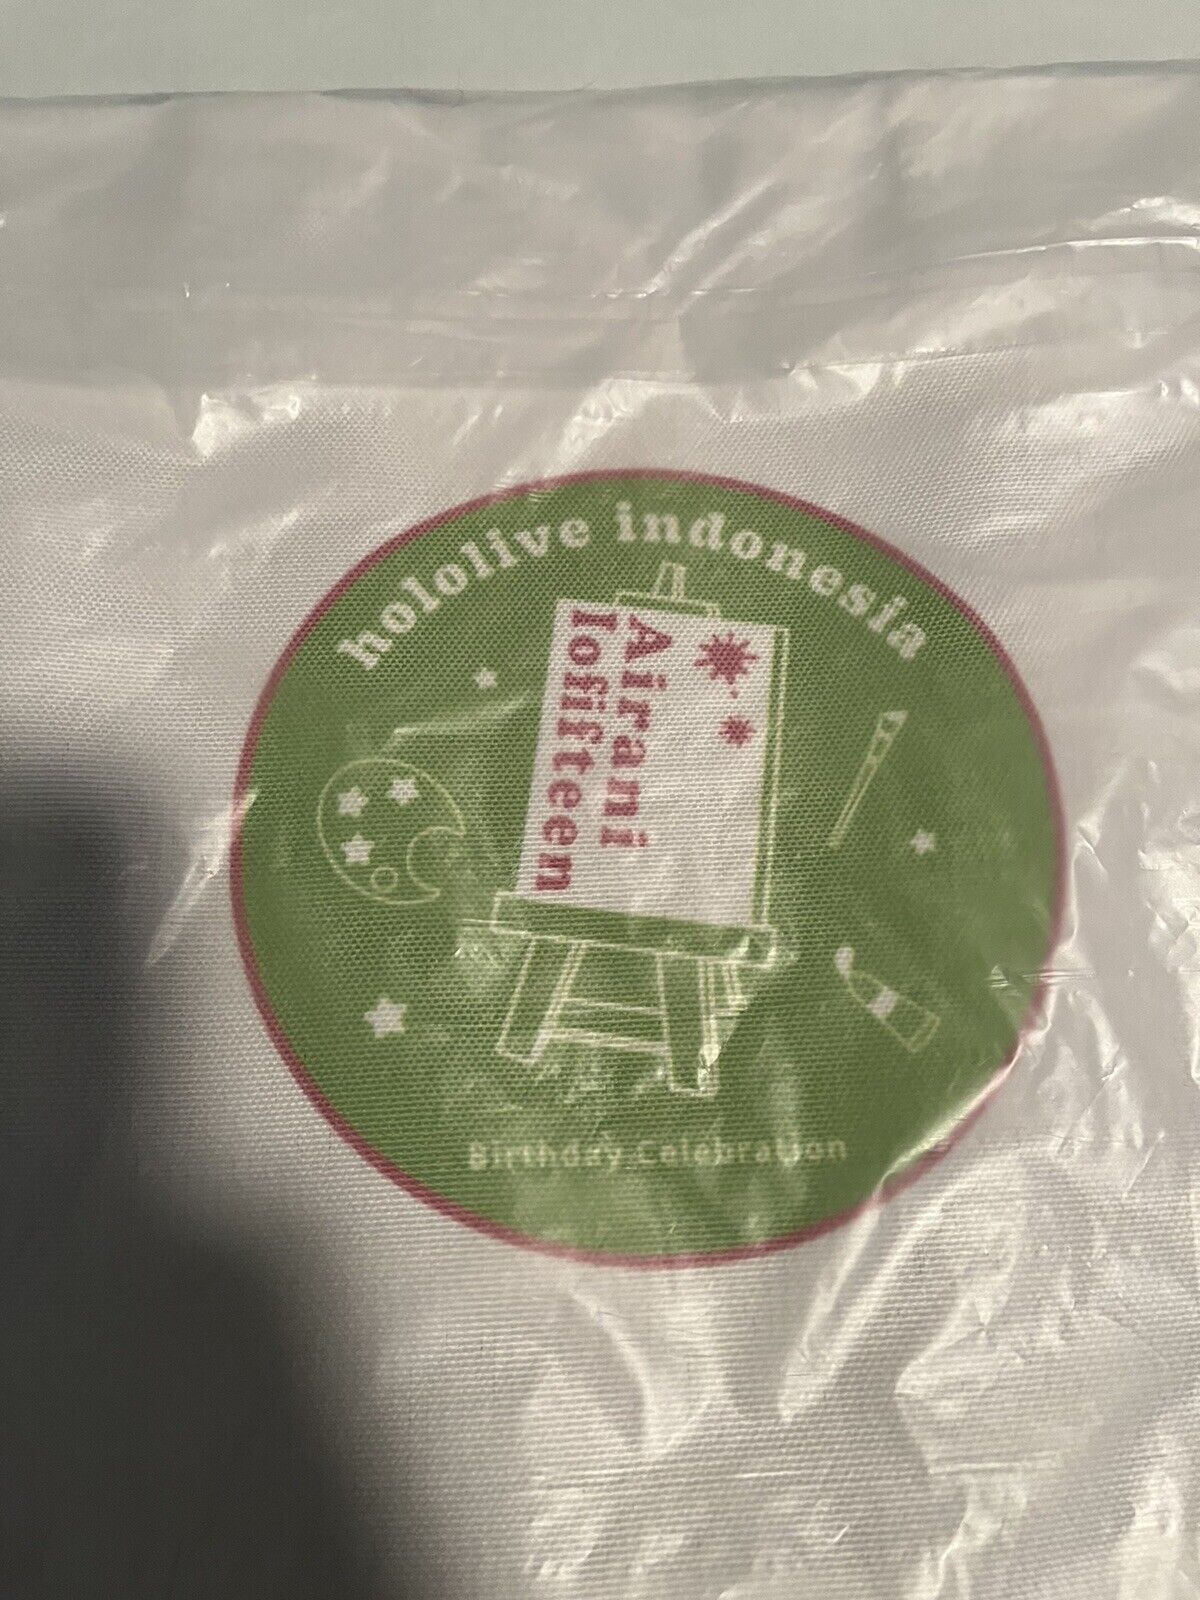 hololive indonesia
Airani
Iofifteen
Birthday Celebration